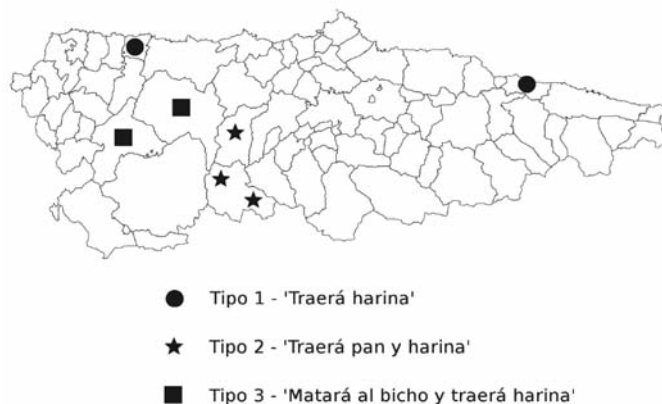 Tipo 1 - 'Traerá harina'
Tipo 2 - 'Traerá pan y harina'
Tipo 3 - 'Matará al bicho y traerá harina'